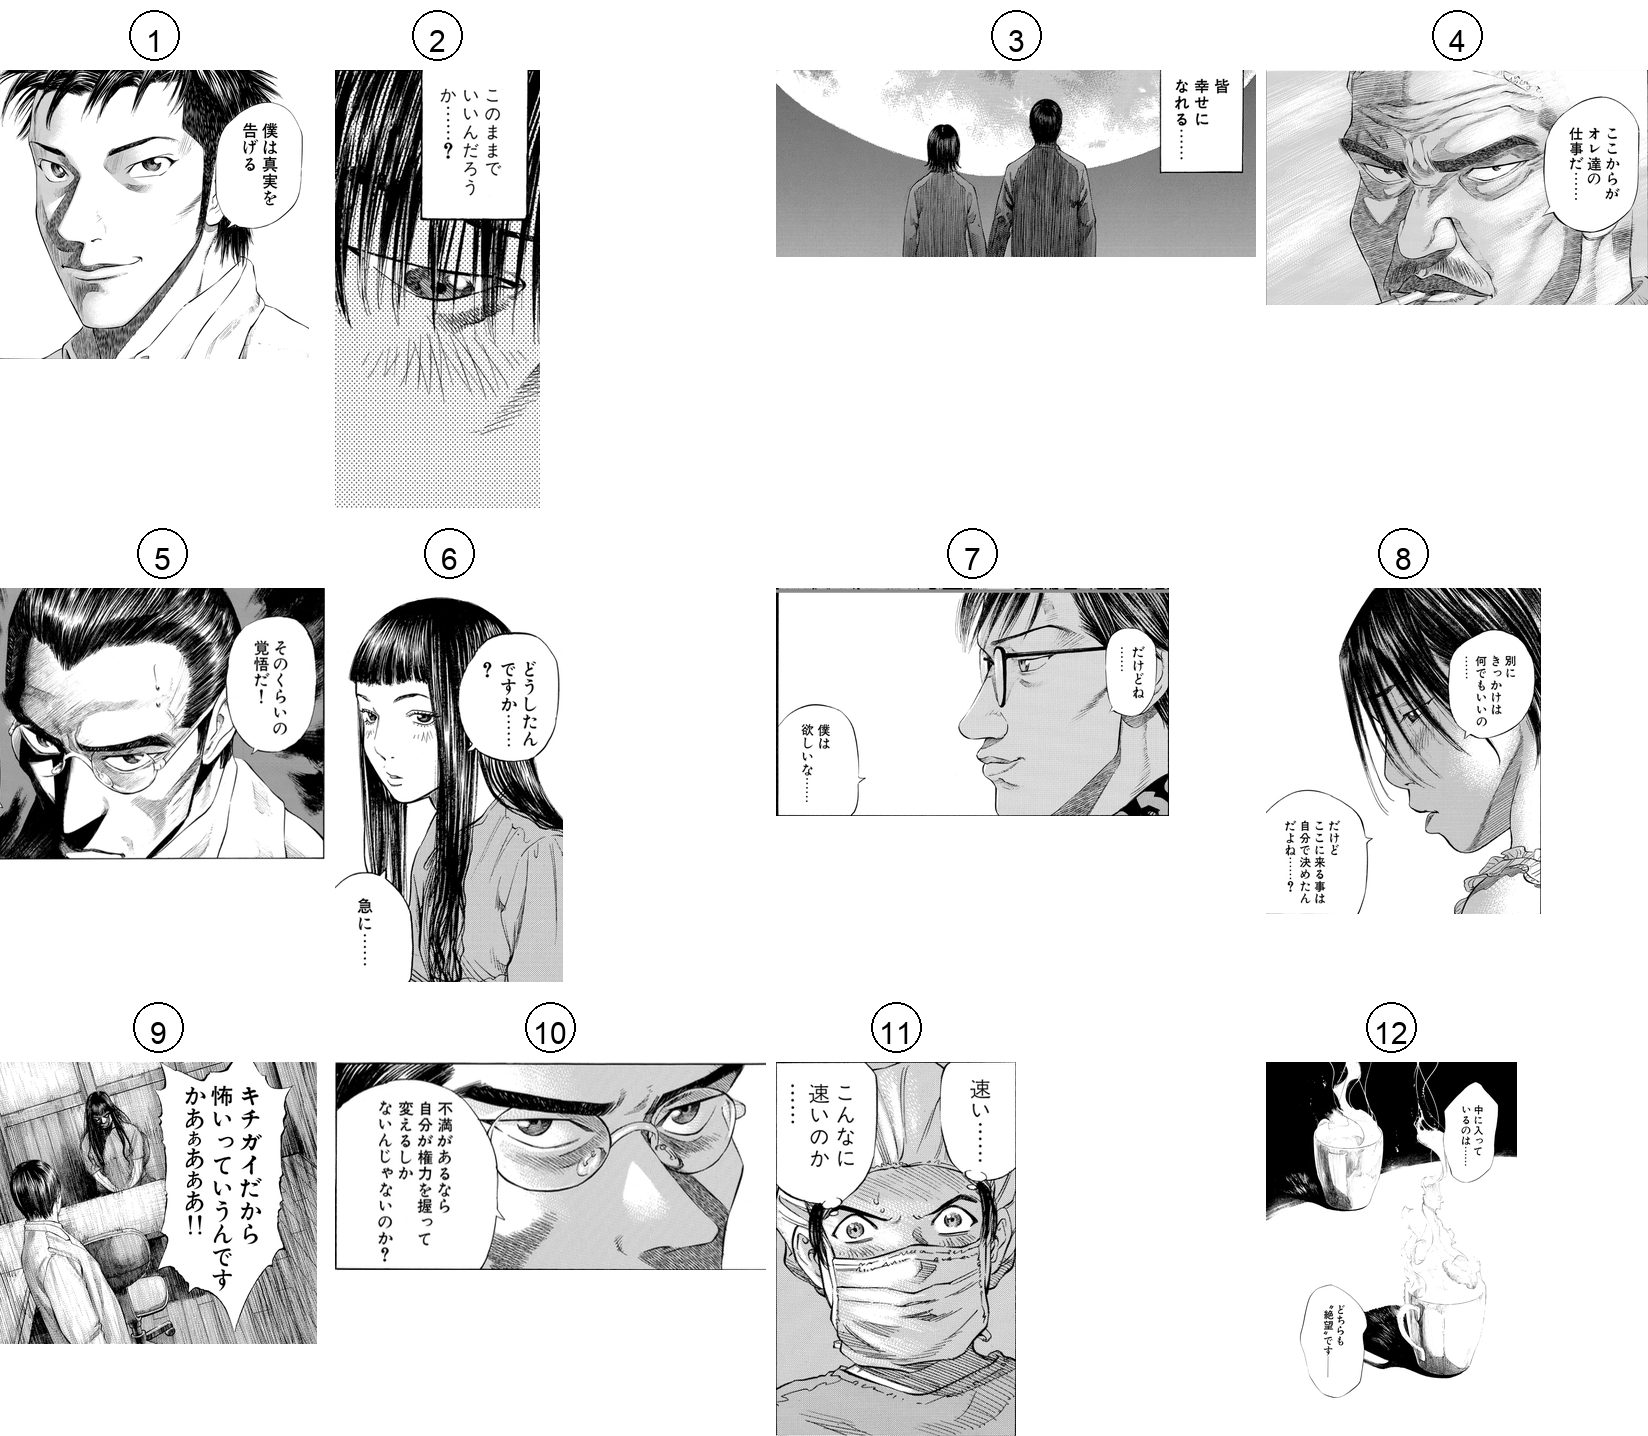 1
僕は真実を
告げる
2
このままで
いいんだろう
か……?
3
皆
幸せに
なれる……
4
ここからが
オレ達の
仕事だ……
5
そのくらいの
覚悟だ!
6
どうしたん
ですか……
?
急に……
7
だけどね
……
僕は
欲しいな……
8
別に
きっかけは
何でもいいの
……
だけど
ここに来る事は
自分で決めたん
だよね……?
9
キチガイだから
怖いっていうんです
かあぁあぁあ!!
10
不満があるなら
自分が権力を握って
変えるしか
ないんじゃないのか?
11
速い……
こんなに
速いのか
……
12
中に入って
いるのは……
どちらも
〝絶望〟です──